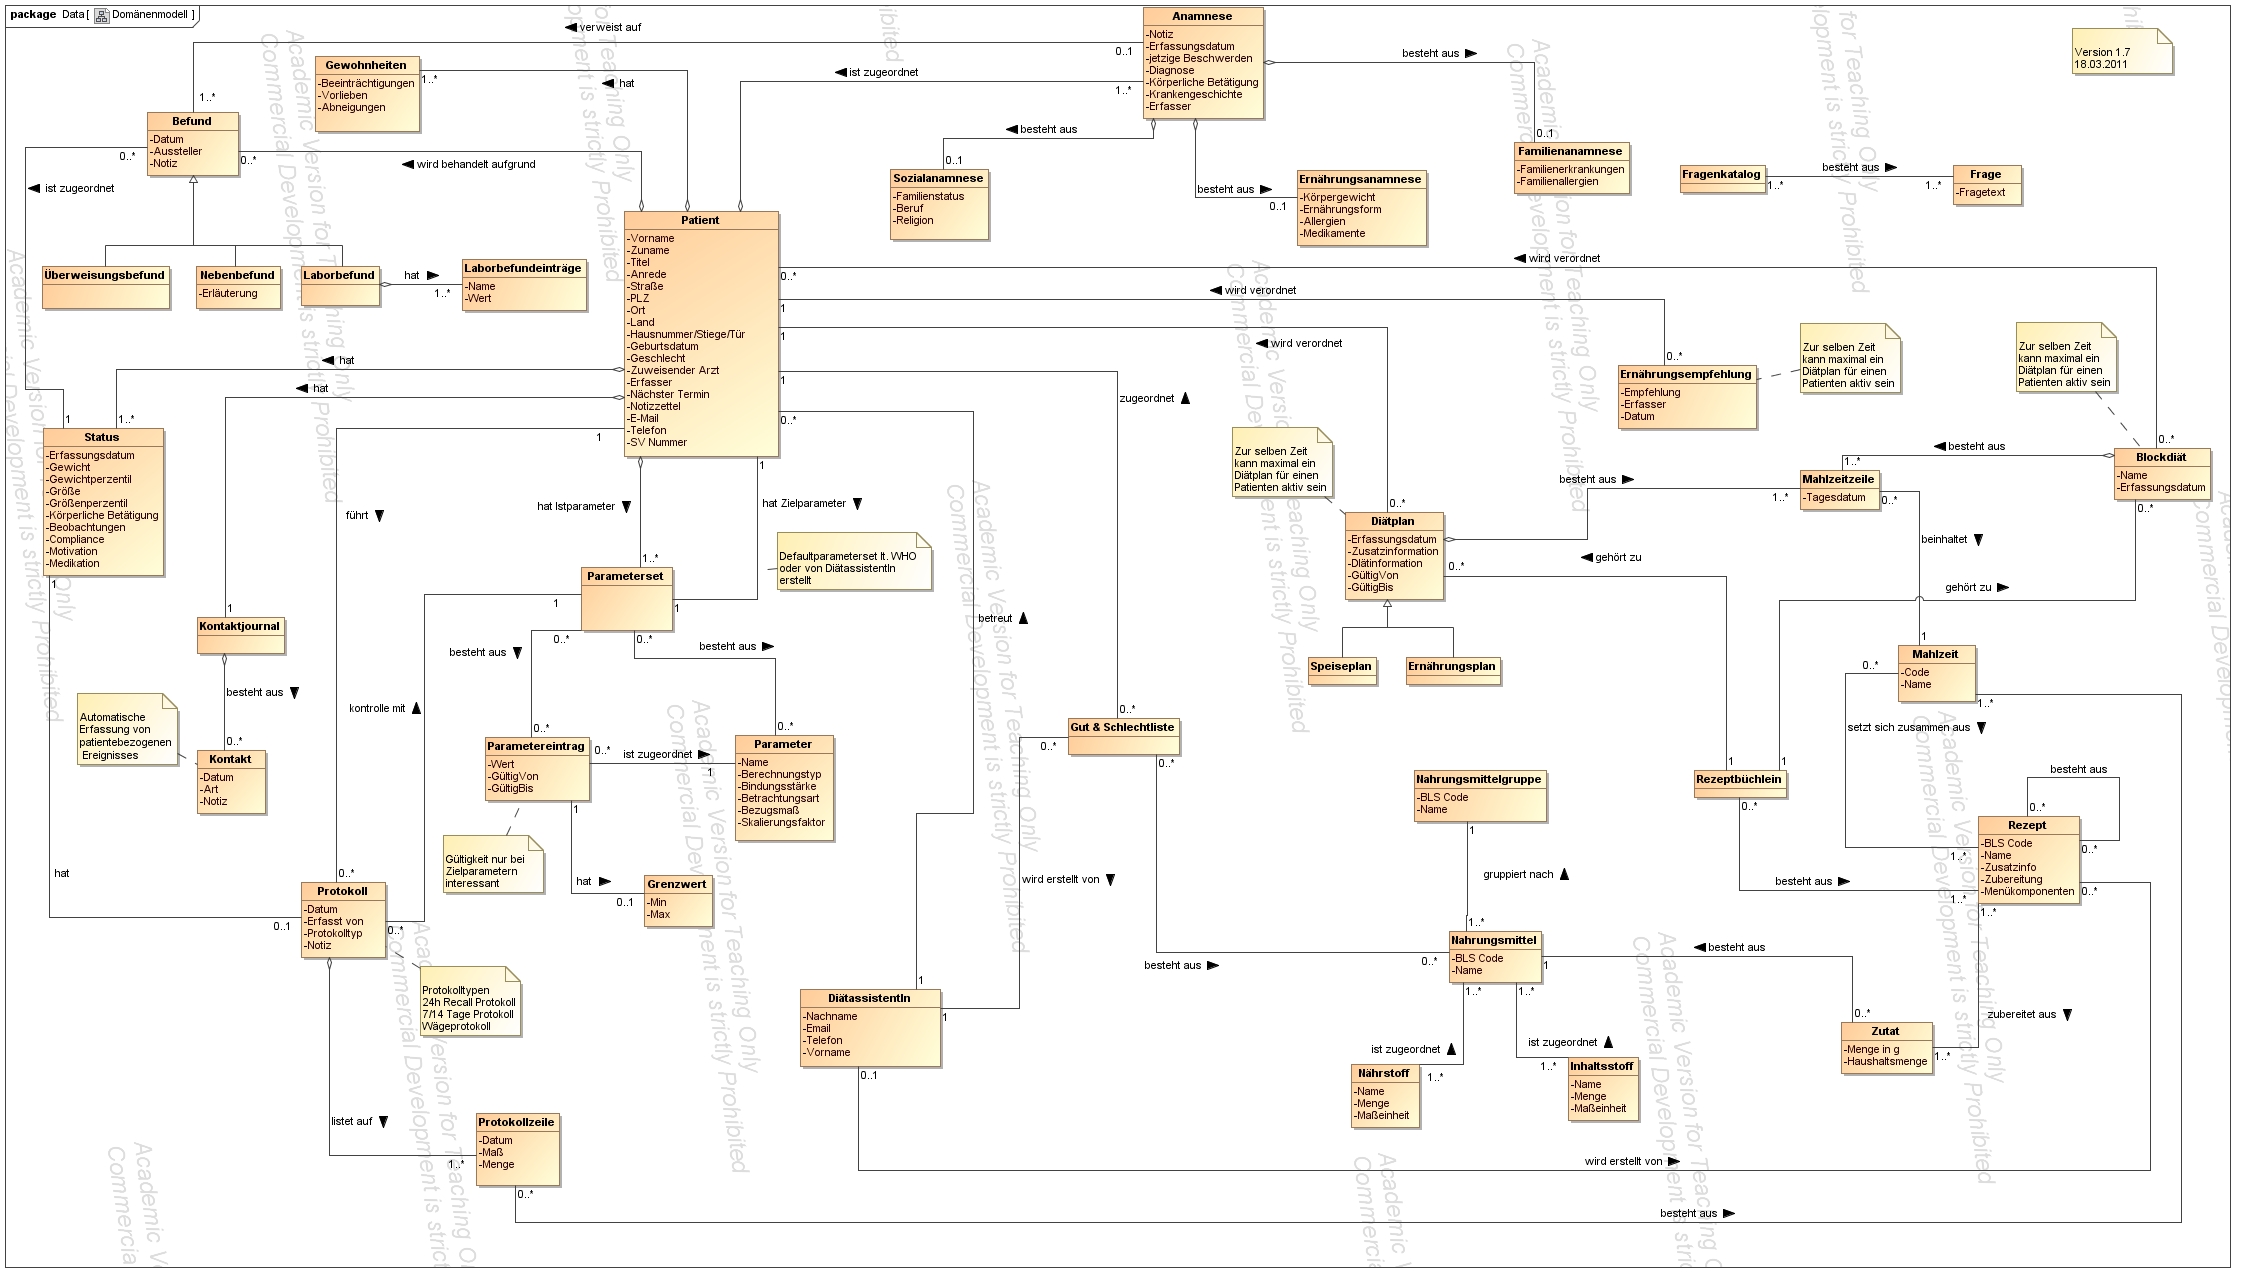 package Data [ Domänenmodell ]
Version 1.7
18.03.2011
Anamnese
-Notiz
-Erfassungsdatum
-jetzige Beschwerden
-Diagnose
-Körperliche Betätigung
-Krankengeschichte
-Erfasser
verweist auf
0..1
1..*
ist zugeordnet
1..*
besteht aus
0..1
besteht aus
0..1
besteht aus
0..1
Gewohnheiten
-Beeinträchtigungen
-Vorlieben
-Abneigungen
1..*
hat
Befund
-Datum
-Aussteller
-Notiz
0..*
0..*
wird behandelt aufgrund
ist zugeordnet
Sozialanamnese
-Familienstatus
-Beruf
-Religion
Ernährungsanamnese
-Körpergewicht
-Ernährungsform
-Allergien
-Medikamente
Familienanamnese
-Familienerkrankungen
-Familienallergien
Fragenkatalog
1..*
besteht aus
1..*
Frage
-Fragetext
Überweisungsbefund
Nebenbefund
-Erläuterung
Laborbefund
hat
1..*
Laborbefundeinträge
-Name
-Wert
Patient
-Vorname
-Zuname
-Titel
-Anrede
-Straße
-PLZ
-Ort
-Land
-Hausnummer/Stiege/Tür
-Geburtsdatum
-Geschlecht
-Zuweisender Arzt
-Erfasser
-Nächster Termin
-Notizzettel
-E-Mail
-Telefon
-SV Nummer
0..*
wird verordnet
1
wird verordnet
1
wird verordnet
1
zugeordnet
0..*
hat
hat
1
1..*
1
führt
hat Istparameter
1
hat Zielparameter
Zur selben Zeit
kann maximal ein
Diätplan für einen
Patienten aktiv sein
Zur selben Zeit
kann maximal ein
Diätplan für einen
Patienten aktiv sein
Zur selben Zeit
kann maximal ein
Diätplan für einen
Patienten aktiv sein
0..*
Ernährungsempfehlung
-Empfehlung
-Erfasser
-Datum
0..*
Blockdiät
-Name
-Erfassungsdatum
0..*
besteht aus
1..*
Mahlzeitzeile
-Tagesdatum
1..*
0..*
besteht aus
beinhaltet
Status
-Erfassungsdatum
-Gewicht
-Gewichtperzentil
-Größe
-Größenperzentil
-Körperliche Betätigung
-Beobachtungen
-Compliance
-Motivation
-Medikation
1
hat
0..*
Diätplan
-Erfassungsdatum
-Zusatzinformation
-DIätinformation
-GültigVon
-GültigBis
0..*
gehört zu
gehört zu
Defaultparameterset lt. WHO
oder von DiätassistentIn
erstellt
1..*
Parameterset
1
1
0..*
0..*
besteht aus
besteht aus
betreut
1
Kontaktjournal
besteht aus
0..*
Kontakt
-Datum
-Art
-Notiz
Automatische
Erfassung von
patientebezogenen
Ereignisses
kontrolle mit
Speiseplan
Ernährungsplan
1
Mahlzeit
-Code
-Name
0..*
1..*
setzt sich zusammen aus
0..*
Parametereintrag
-Wert
-GültigVon
-GültigBis
0..*
ist zugeordnet
1
0..*
Parameter
-Name
-Berechnungstyp
-Bindungsstärke
-Betrachtungsart
-Bezugsmaß
-Skalierungsfaktor
1
Gültigkeit nur bei
Zielparametern
interessant
hat
0..1
Grenzwert
-Min
-Max
0..*
Gut & Schlechtliste
0..*
0..*
wird erstellt von
besteht aus
Nahrungsmittelgruppe
-BLS Code
-Name
1
gruppiert nach
1..*
1
1
Rezeptbüchlein
0..*
besteht aus
1..*
besteht aus
0..*
0..*
Rezept
-BLS Code
-Name
-Zusatzinfo
-Zubereitung
-Menükomponenten
1..*
0..*
1..*
0..*
Protokoll
-Datum
-Erfasst von
-Protokolltyp
-Notiz
0..1
0..*
Protokolltypen
24h Recall Protokoll
7/14 Tage Protokoll
Wägeprotokoll
0..*
Nahrungsmittel
-BLS Code
-Name
1
1..*
1..*
besteht aus
0..*
Zutat
-Menge in g
-Haushaltsmenge
1..*
zubereitet aus
1
DiätassistentIn
-Nachname
-Email
-Telefon
-Vorname
1
0..1
ist zugeordnet
1..*
Nährstoff
-Name
-Menge
-Maßeinheit
ist zugeordnet
1..*
Inhaltsstoff
-Name
-Menge
-Maßeinheit
listet auf
1..*
Protokollzeile
-Datum
-Maß
-Menge
0..*
wird erstellt von
besteht aus
Academic Version for Teaching Only
Commercial Development is strictly Prohibited